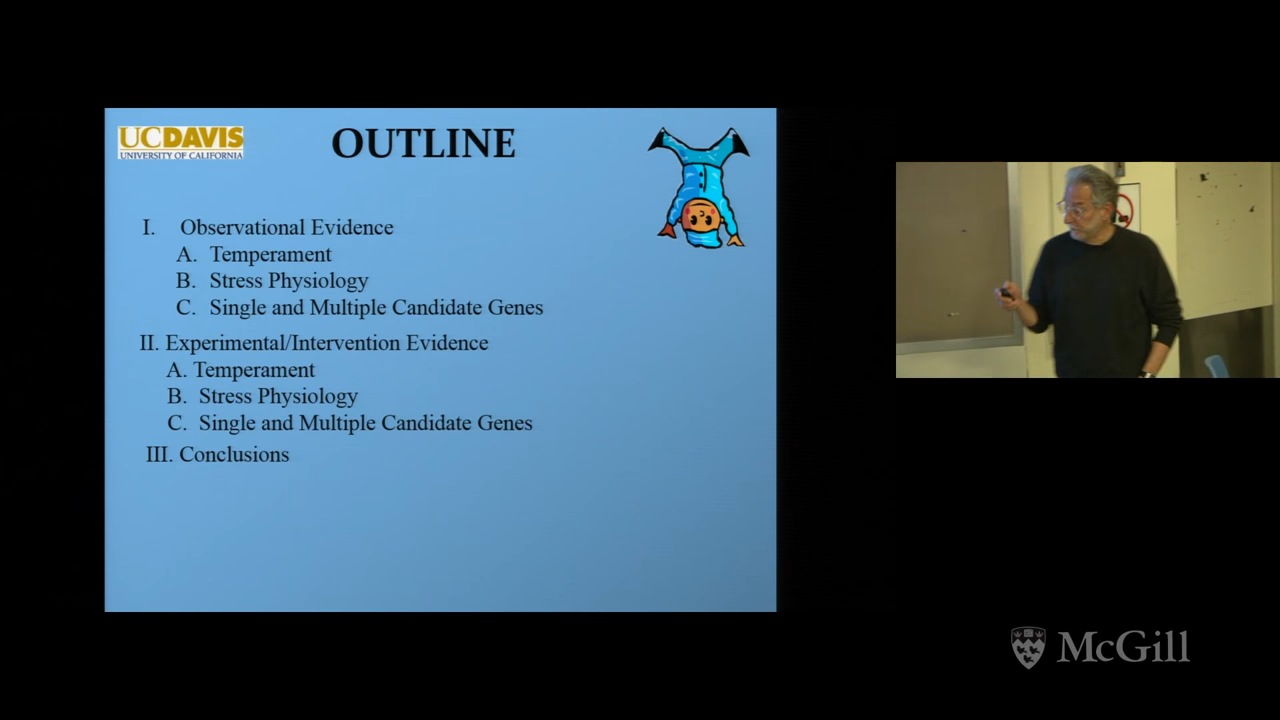 UCDAVIS
UNIVERSITY OF CALIFORNIA
OUTLINE
I. Observational Evidence
A. Temperament
B. Stress Physiology
C. Single and Multiple Candidate Genes
II. Experimental/Intervention Evidence
A. Temperament
B. Stress Physiology
C. Single and Multiple Candidate Genes
III. Conclusions
McGill